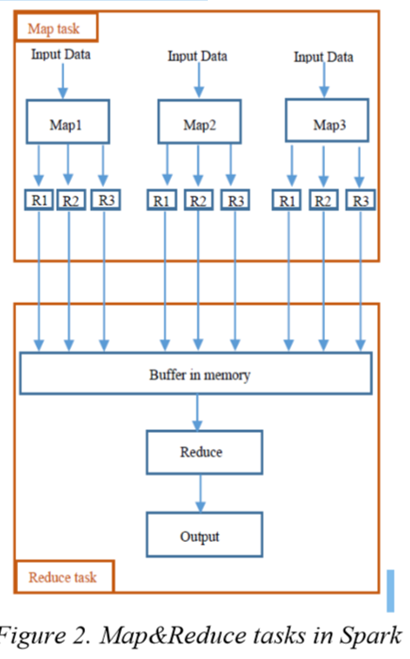 Map task
Input Data Input Data Input Data
Map1 Map2 Map3
R1 R2 R3 R1 R2 R3 R1 R2 R3
Buffer in memory
Reduce
Output
Reduce task
Figure 2. Map&Reduce tasks in Spark